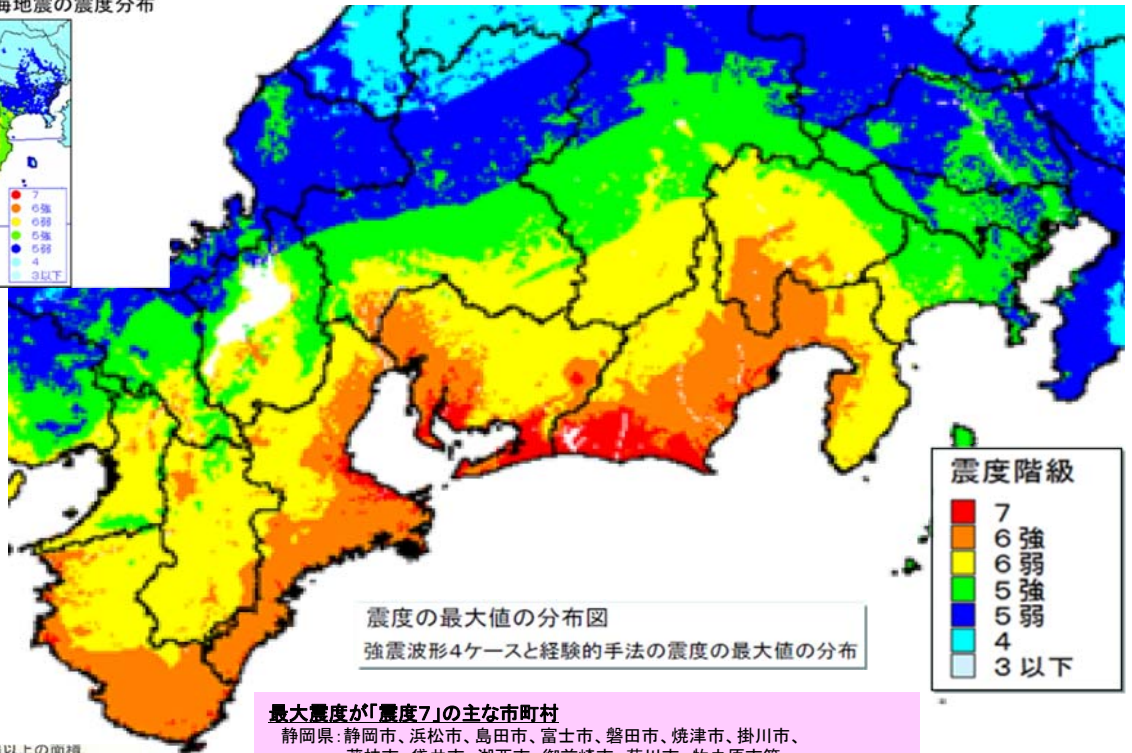 海地震の震度分布
7
6強
6弱
5強
5弱
4
3以下
震度階級
7
6強
6弱
5強
5弱
4
3以下
震度の最大値の分布図
強震波形4ケースと経験的手法の震度の最大値の分布
最大震度が「震度7」の主な市町村
静岡県：静岡市、浜松市、島田市、富士市、磐田市、焼津市、掛川市、
以上の面積